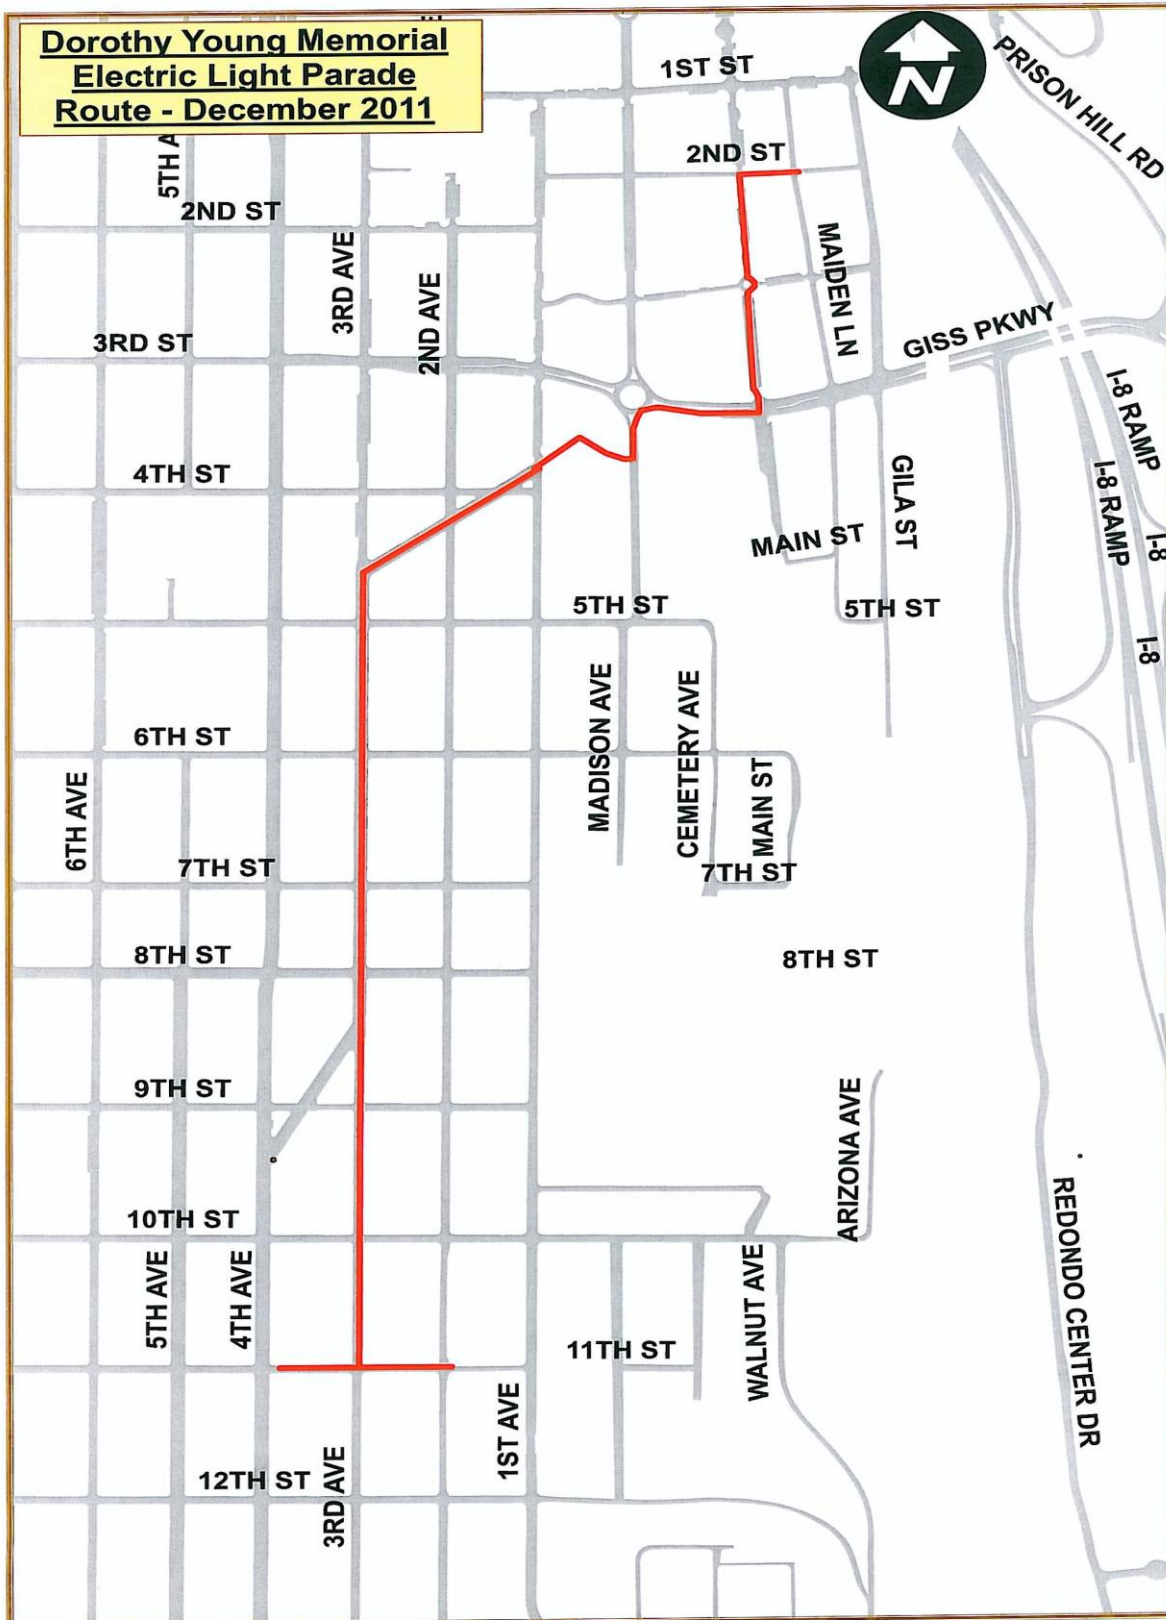 Dorothy Young Memorial
Electric Light Parade
Route - December 2011
N
PRISON HILL RD
1ST ST
2ND ST
5TH A
2ND ST
3RD AVE
2ND AVE
MAIDEN LN
3RD ST
GISS PKWY
I-8 RAMP
4TH ST
GILA ST
I-8 RAMP
MAIN ST
I-8
5TH ST
5TH ST
I-8
MADISON AVE
CEMETERY AVE
6TH ST
MAIN ST
6TH AVE
7TH ST
7TH ST
8TH ST
8TH ST
9TH ST
ARIZONA AVE
10TH ST
REDONDO CENTER DR
5TH AVE
4TH AVE
WALNUT AVE
11TH ST
1ST AVE
12TH ST
3RD AVE